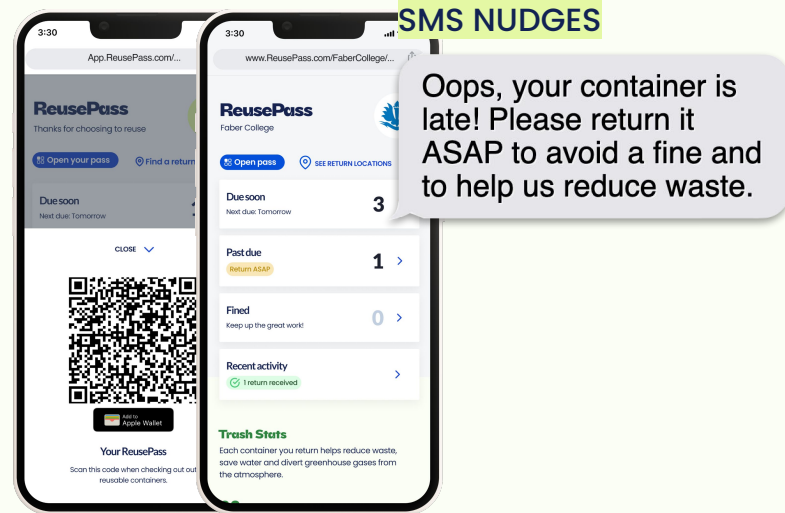 SMS NUDGES
Oops, your container is
late! Please return it
ASAP to avoid a fine and
to help us reduce waste.
3:30
App.ReusePass.com/...
ReusePass
Thanks for choosing to reuse
Open your pass
Find a return
Due soon
Next due: Tomorrow
CLOSE
Add to
Apple Wallet
Your ReusePass
Scan this code when checking out
reusable containers.
3:30
www.ReusePass.com/FaberCollege/...
ReusePass
Faber College
Open pass
SEE RETURN LOCATIONS
Due soon
3
Next due: Tomorrow
Past due
1
Return ASAP
Fined
0
Keep up the great work!
Recent activity
1 return received
Trash Stats
Each container you return helps reduce waste,
save water and divert greenhouse gases from
the atmosphere.